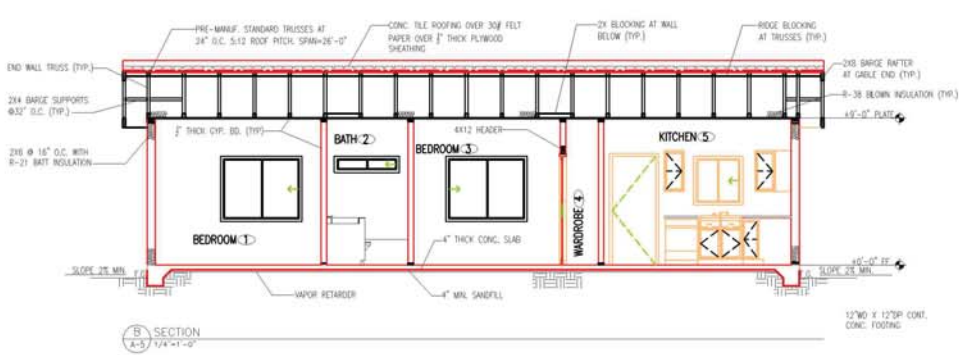 PRE-MANUF. STANDARD TRUSSES AT
24" O.C. 5:12 ROOF PITCH. SPAN=26'-0"
CONC. TILE ROOFING OVER 30# FELT
PAPER OVER ½" THICK PLYWOOD
SHEATHING
2X BLOCKING AT WALL
BELOW (TYP.)
RIDGE BLOCKING
AT TRUSSES (TYP.)
END WALL TRUSS (TYP.)
2X8 BARGE RAFTER
AT GABLE END (TYP.)
2X4 BARGE SUPPORTS
@32" O.C. (TYP.)
R-38 BLOWN INSULATION (TYP.)
+9'-0" PLATE
½" THICK GYP. BD. (TYP)
4X12 HEADER
BATH 2
BEDROOM 3
KITCHEN 5
2X6 @ 16" O.C. WITH
R-21 BATT INSULATION
WARDROBE 4
BEDROOM 1
4" THICK CONC. SLAB
±0'-0" FF
SLOPE 2% MIN.
SLOPE 2% MIN.
VAPOR RETARDER
4" MIN. SANDFILL
12"WD X 12"DP CONT.
CONC. FOOTING
B SECTION
A-5 1/4"=1'-0"